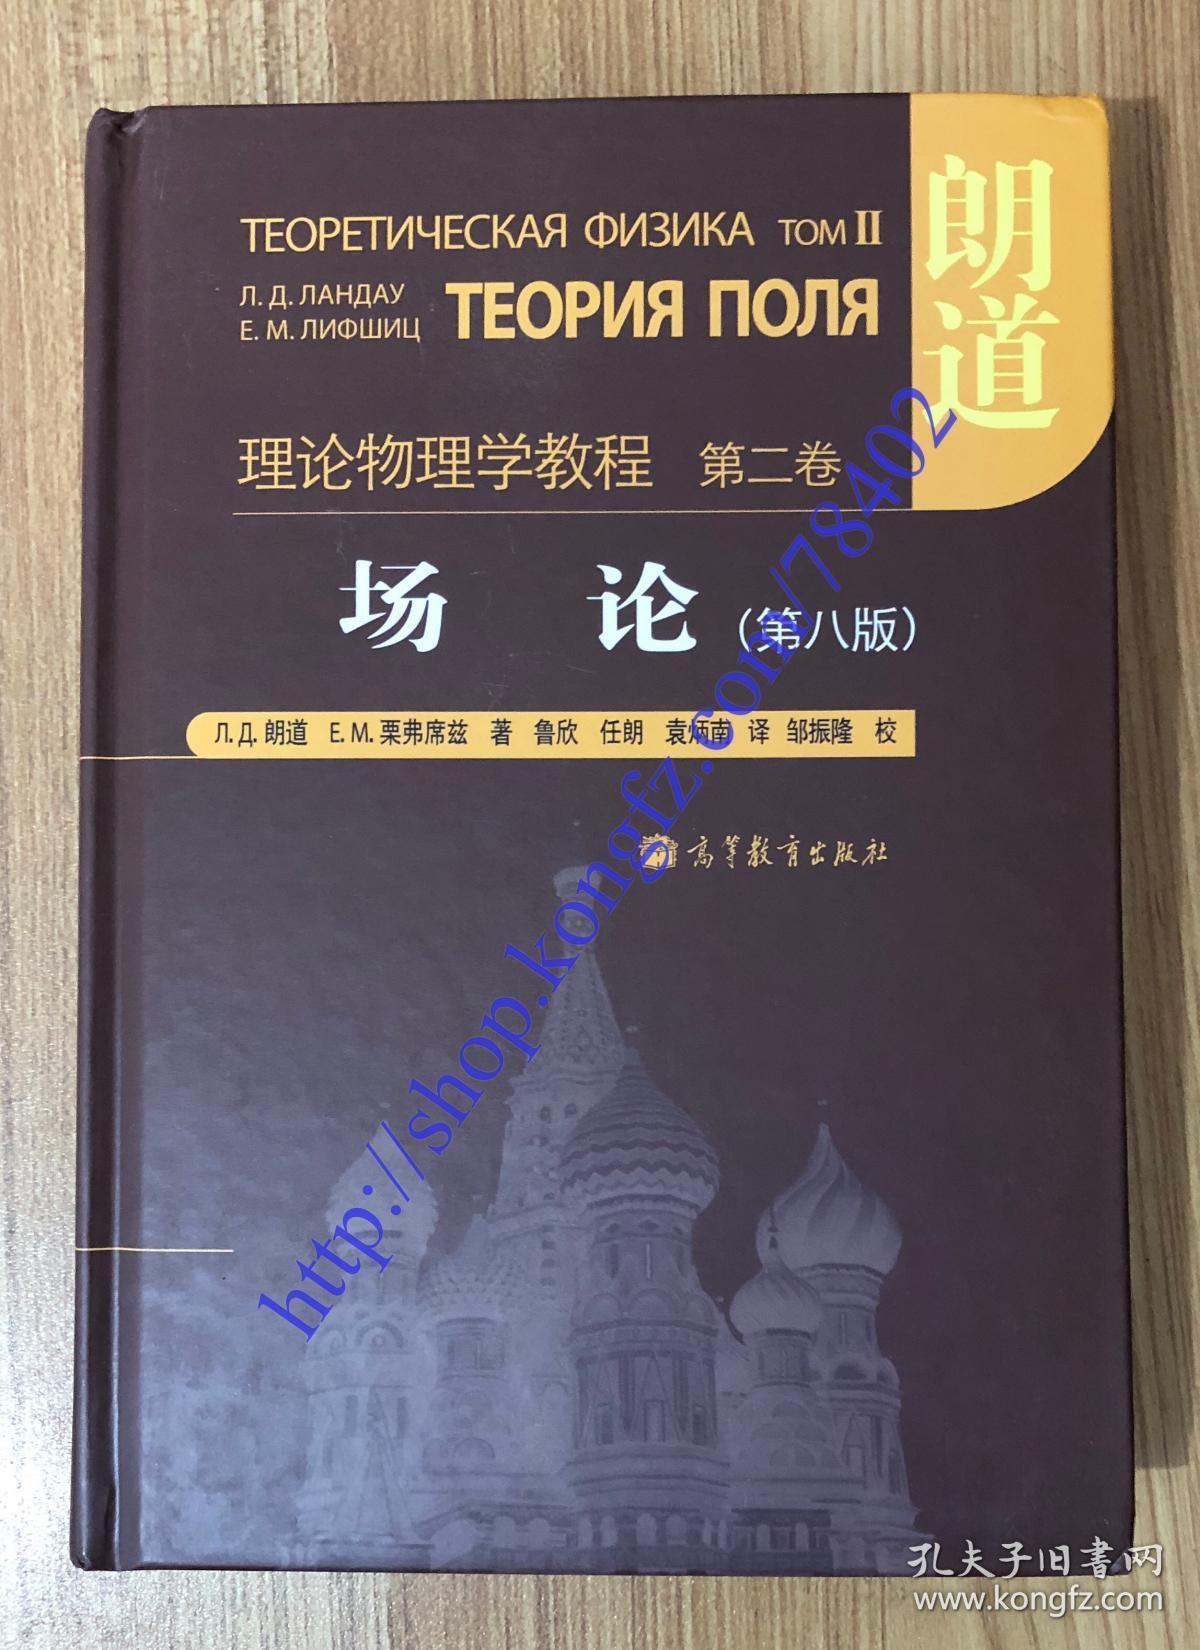 朗道
ТЕОРЕТИЧЕСКАЯ ФИЗИКА ТОМ II
Л. Д. ЛАНДАУ
Е. М. ЛИФШИЦ
ТЕОРИЯ ПОЛЯ
理论物理学教程 第二卷
场 论 (第八版)
Л.Д.朗道 Е.М.栗弗席兹 著 鲁欣 任朗 袁炳南 译 邹振隆 校
高等教育出版社
http://shop.kongfz.com/78402
孔夫子旧书网
www.kongfz.com